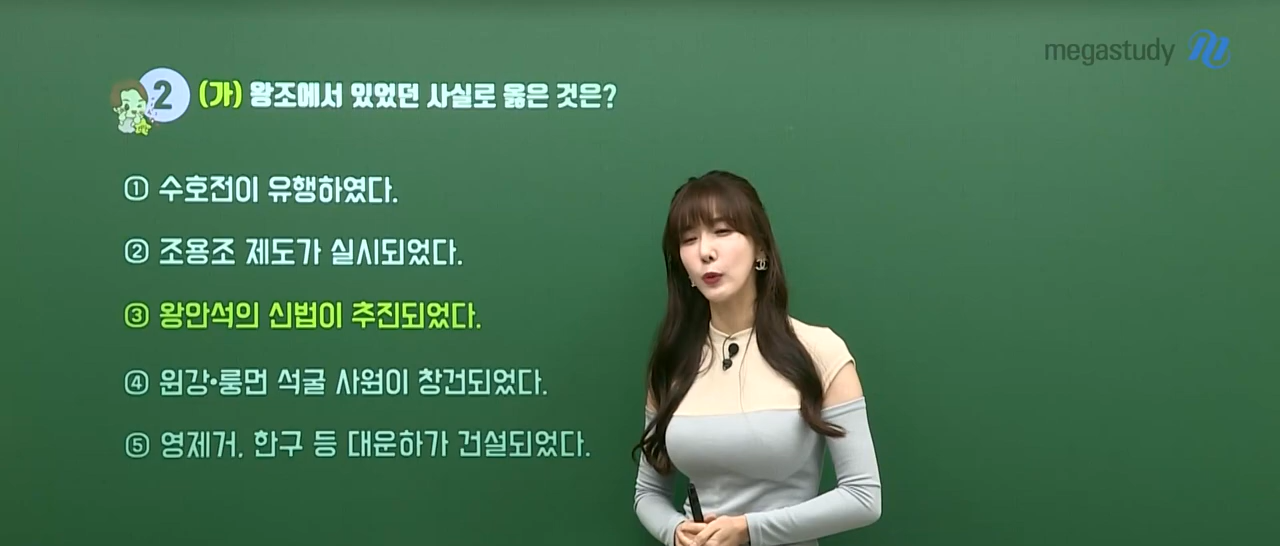 megastudy
2 (가) 왕조에서 있었던 사실로 옳은 것은?
① 수호전이 유행하였다.
② 조용조 제도가 실시되었다.
③ 왕안석의 신법이 추진되었다.
④ 윈강·룽먼 석굴 사원이 창건되었다.
⑤ 영제거, 한구 등 대운하가 건설되었다.